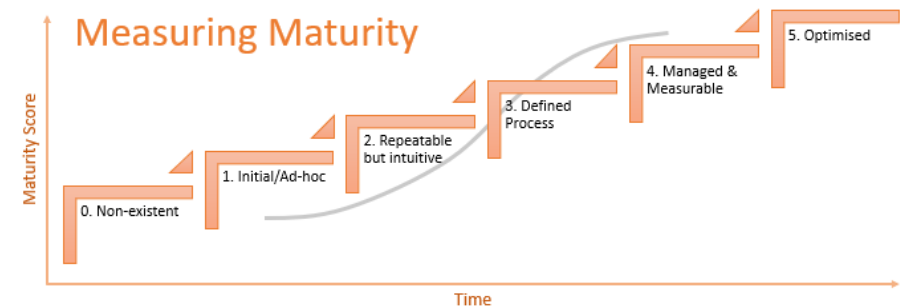 Measuring Maturity
5. Optimised
4. Managed &
Measurable
3. Defined
Process
2. Repeatable
but intuitive
1. Initial/Ad-hoc
0. Non-existent
Maturity Score
Time